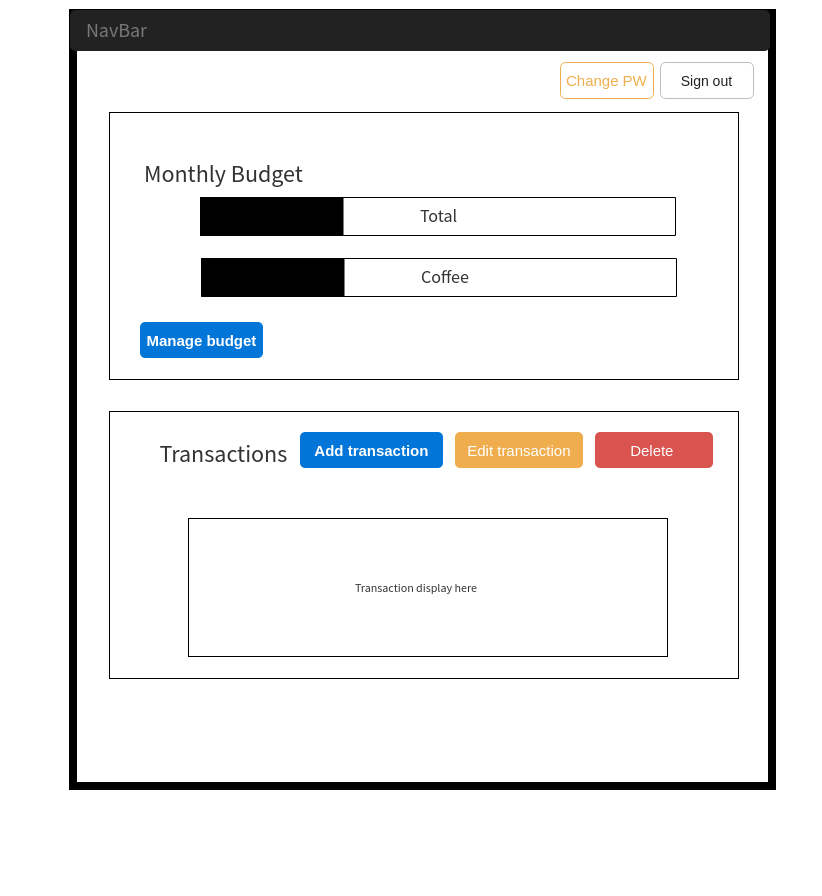 NavBar
Change PW
Sign out
Monthly Budget
Total
Coffee
Manage budget
Transactions
Add transaction
Edit transaction
Delete
Transaction display here